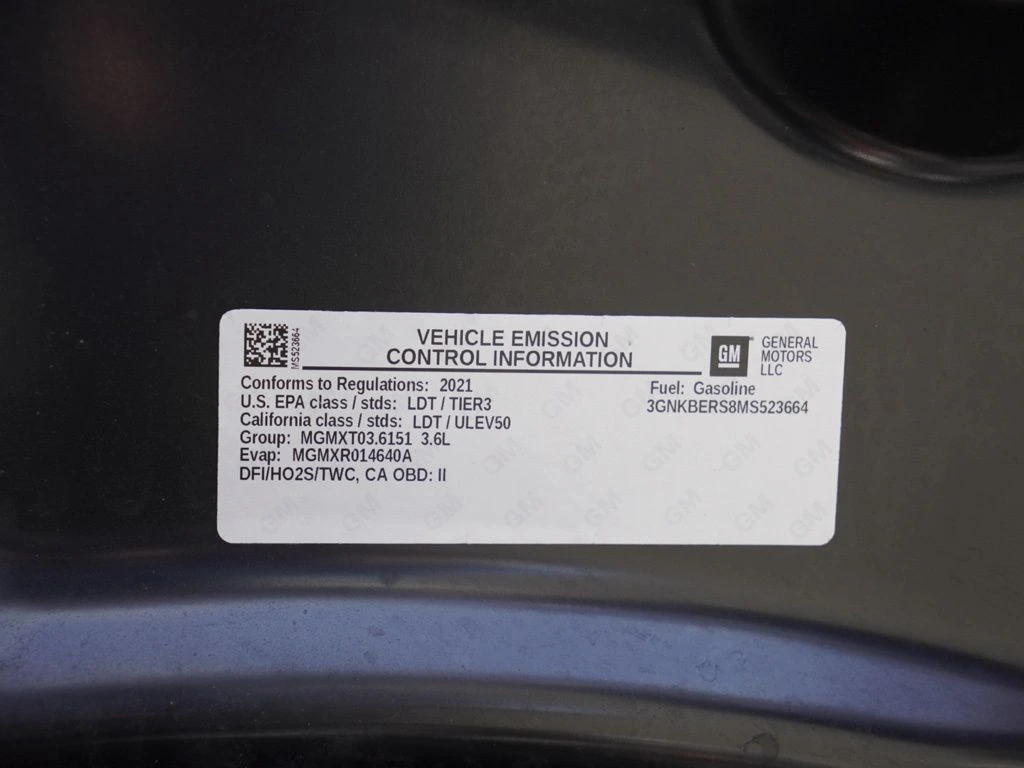 MS523664
VEHICLE EMISSION
CONTROL INFORMATION
GM
GENERAL
MOTORS
LLC
Conforms to Regulations: 2021
U.S. EPA class / stds: LDT / TIER3
California class / stds: LDT / ULEV50
Group: MGMXT03.6151 3.6L
Evap: MGMXR014640A
DFI/HO2S/TWC, CA OBD: II
Fuel: Gasoline
3GNKBERS8MS523664